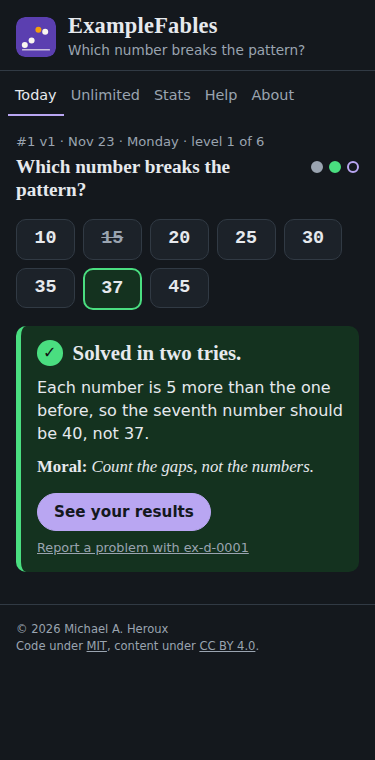 ExampleFables
Which number breaks the pattern?
Today Unlimited Stats Help About
#1 v1 · Nov 23 · Monday · level 1 of 6
Which number breaks the
pattern?
10 15 20 25 30
35 37 45
✓ Solved in two tries.
Each number is 5 more than the one
before, so the seventh number should
be 40, not 37.
Moral: Count the gaps, not the numbers.
See your results
Report a problem with ex-d-0001
© 2026 Michael A. Heroux
Code under MIT, content under CC BY 4.0.